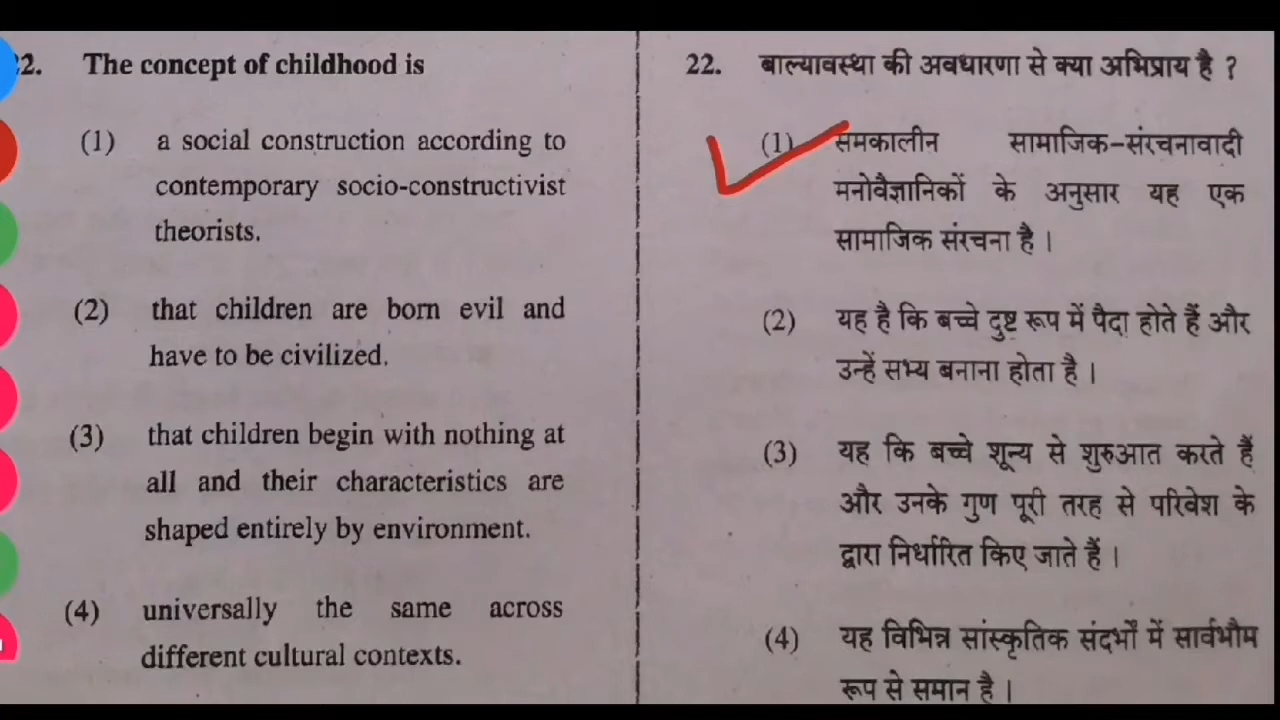 22. The concept of childhood is
(1) a social construction according to
contemporary socio-constructivist
theorists.
(2) that children are born evil and
have to be civilized.
(3) that children begin with nothing at
all and their characteristics are
shaped entirely by environment.
(4) universally the same across
different cultural contexts.
22. बाल्यावस्था की अवधारणा से क्या अभिप्राय है ?
(1) समकालीन सामाजिक-संरचनावादी
मनोवैज्ञानिकों के अनुसार यह एक
सामाजिक संरचना है ।
(2) यह है कि बच्चे दुष्ट रूप में पैदा होते हैं और
उन्हें सभ्य बनाना होता है ।
(3) यह कि बच्चे शून्य से शुरुआत करते हैं
और उनके गुण पूरी तरह से परिवेश के
द्वारा निर्धारित किए जाते हैं ।
(4) यह विभिन्न सांस्कृतिक संदर्भों में सार्वभौम
रूप से समान है ।